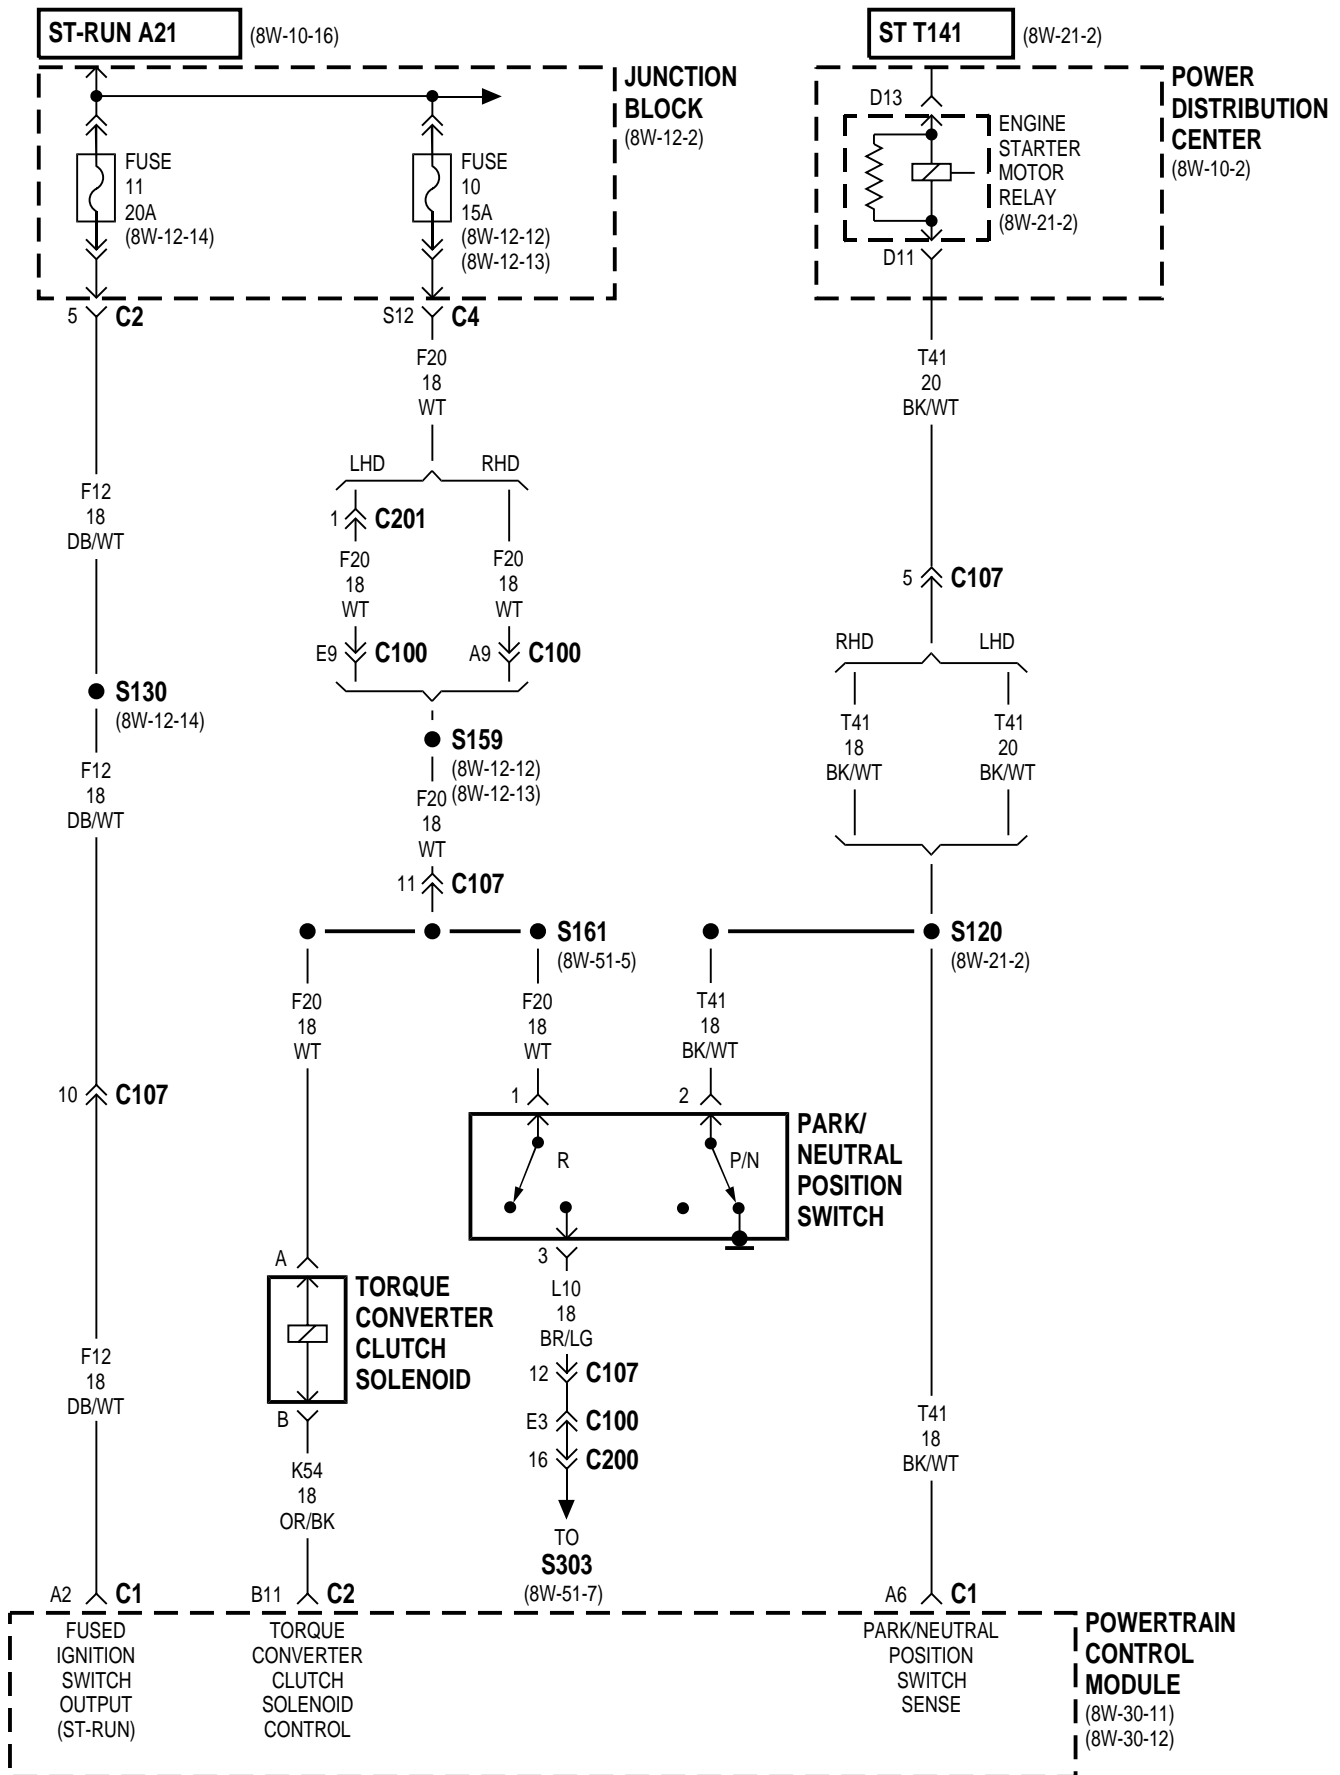 ST-RUN A21
(8W-10-16)
ST T141
(8W-21-2)
JUNCTION
BLOCK
(8W-12-2)
FUSE
11
20A
(8W-12-14)
FUSE
10
15A
(8W-12-12)
(8W-12-13)
D13
ENGINE
STARTER
MOTOR
RELAY
(8W-21-2)
D11
POWER
DISTRIBUTION
CENTER
(8W-10-2)
5
C2
S12
C4
F20
18
WT
T41
20
BK/WT
LHD
RHD
F12
18
DB/WT
1
C201
F20
18
WT
F20
18
WT
5
C107
E9
C100
A9
C100
RHD
LHD
S130
(8W-12-14)
T41
18
BK/WT
T41
20
BK/WT
S159
(8W-12-12)
(8W-12-13)
F12
18
DB/WT
F20
18
WT
11
C107
S161
(8W-51-5)
S120
(8W-21-2)
F20
18
WT
F20
18
WT
T41
18
BK/WT
10
C107
1
2
R
P/N
PARK/
NEUTRAL
POSITION
SWITCH
3
A
TORQUE
CONVERTER
CLUTCH
SOLENOID
B
L10
18
BR/LG
12
C107
E3
C100
16
C200
F12
18
DB/WT
T41
18
BK/WT
K54
18
OR/BK
TO
S303
(8W-51-7)
A2
C1
B11
C2
A6
C1
FUSED
IGNITION
SWITCH
OUTPUT
(ST-RUN)
TORQUE
CONVERTER
CLUTCH
SOLENOID
CONTROL
PARK/NEUTRAL
POSITION
SWITCH
SENSE
POWERTRAIN
CONTROL
MODULE
(8W-30-11)
(8W-30-12)